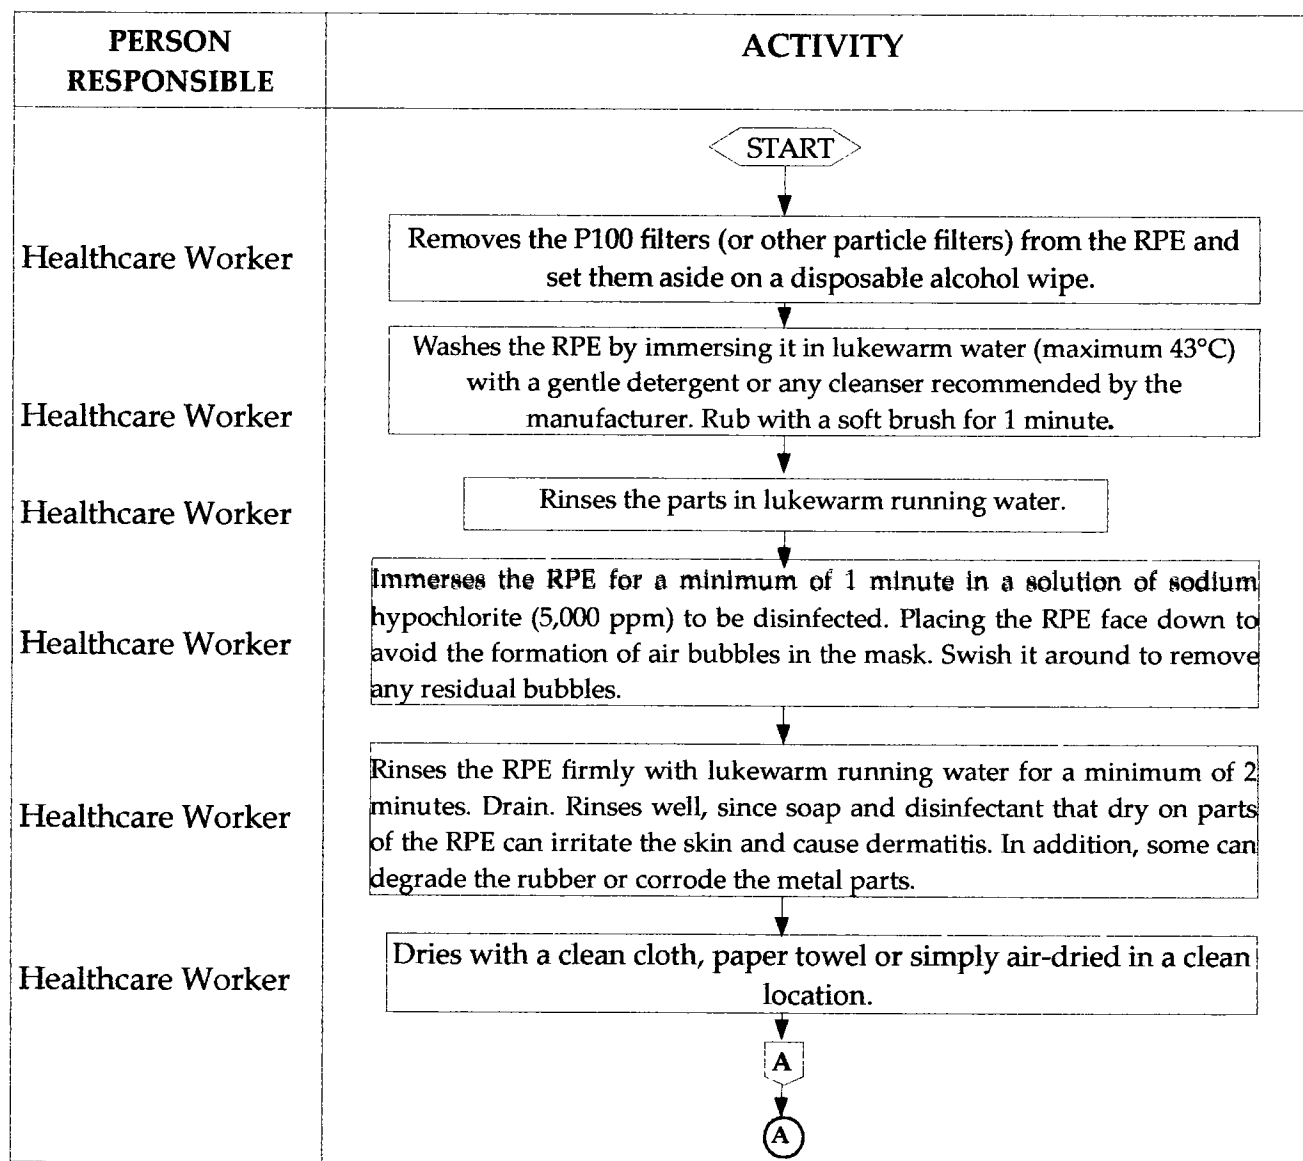 PERSON
RESPONSIBLE
ACTIVITY
START
Healthcare Worker
Removes the P100 filters (or other particle filters) from the RPE and
set them aside on a disposable alcohol wipe.
Healthcare Worker
Washes the RPE by immersing it in lukewarm water (maximum 43°C)
with a gentle detergent or any cleanser recommended by the
manufacturer. Rub with a soft brush for 1 minute.
Healthcare Worker
Rinses the parts in lukewarm running water.
Healthcare Worker
Immerses the RPE for a minimum of 1 minute in a solution of sodium
hypochlorite (5,000 ppm) to be disinfected. Placing the RPE face down to
avoid the formation of air bubbles in the mask. Swish it around to remove
any residual bubbles.
Healthcare Worker
Rinses the RPE firmly with lukewarm running water for a minimum of 2
minutes. Drain. Rinses well, since soap and disinfectant that dry on parts
of the RPE can irritate the skin and cause dermatitis. In addition, some can
degrade the rubber or corrode the metal parts.
Healthcare Worker
Dries with a clean cloth, paper towel or simply air-dried in a clean
location.
A
A